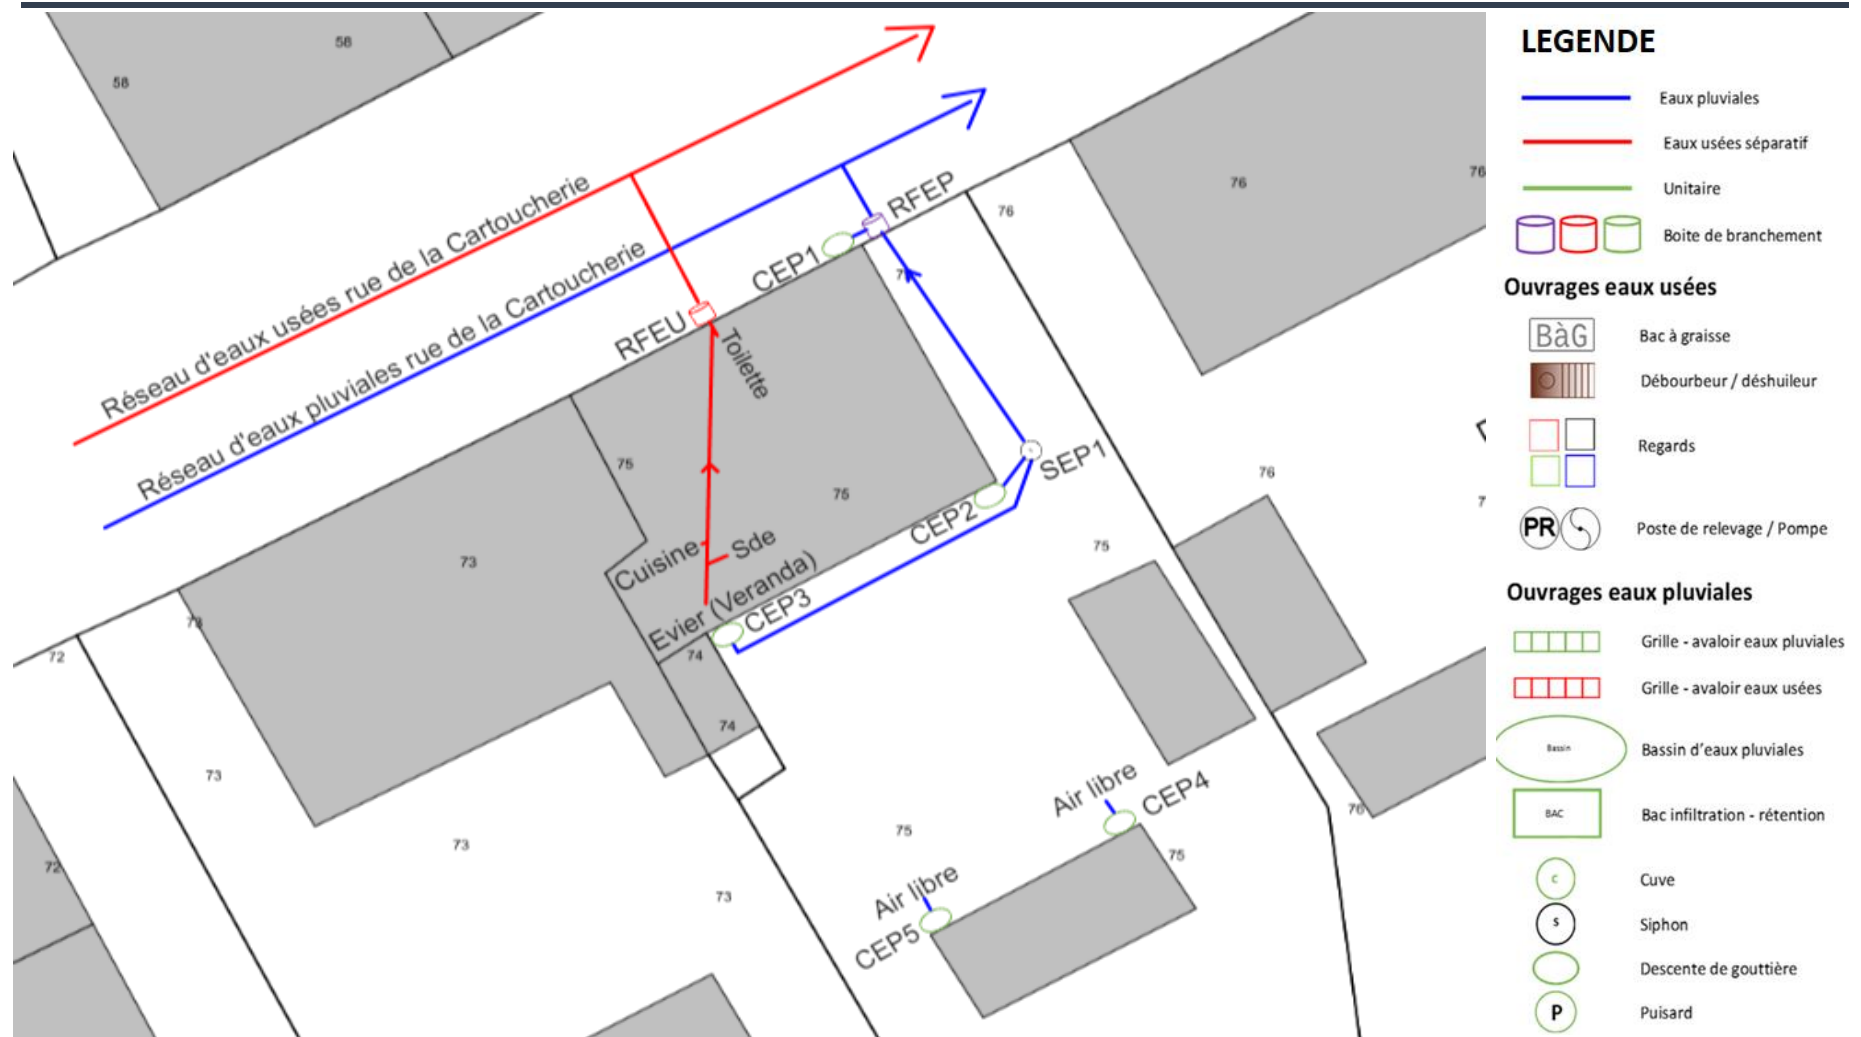 58
58
LEGENDE
Eaux pluviales
Eaux usées séparatif
Unitaire
Boite de branchement
Ouvrages eaux usées
BàG Bac à graisse
Débourbeur / déshuileur
Regards
PR Poste de relevage / Pompe
Ouvrages eaux pluviales
Grille - avaloir eaux pluviales
Grille - avaloir eaux usées
Bassin Bassin d'eaux pluviales
BAC Bac infiltration - rétention
C Cuve
S Siphon
Descente de gouttière
P Puisard
Réseau d'eaux usées rue de la Cartoucherie
Réseau d'eaux pluviales rue de la Cartoucherie
RFEP
CEP1
RFEU
Toilette
76
76
76
75
75
73
SEP1
CEP2
Cuisine
Sde
Evier (Veranda)
CEP3
76
75
73
72
74
74
73
73
73
72
Air libre
CEP4
76
75
75
Air libre
CEP5